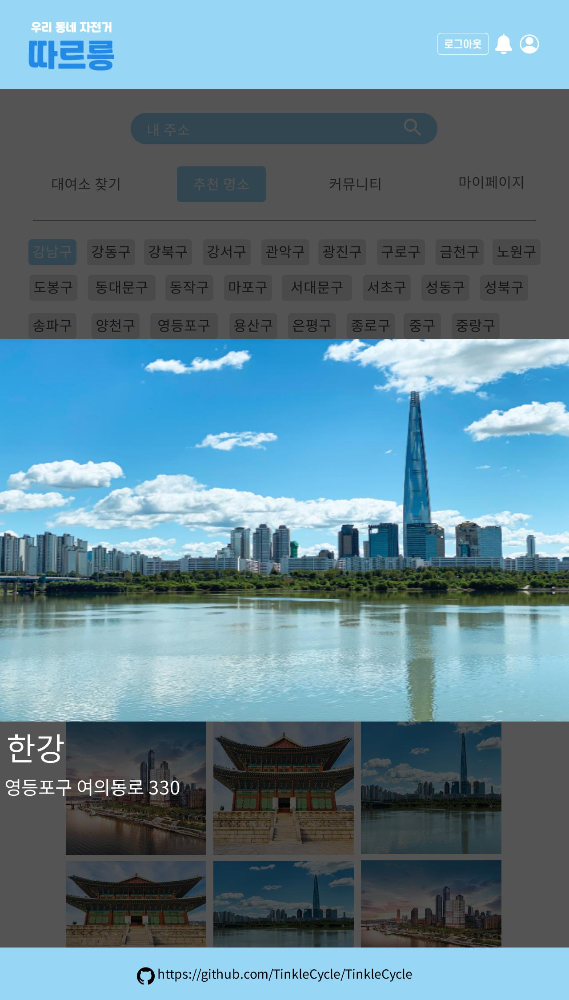 우리 동네 자전거
따르릉
로그아웃
내 주소
대여소 찾기 추천 명소 커뮤니티 마이페이지
강남구 강동구 강북구 강서구 관악구 광진구 구로구 금천구 노원구
도봉구 동대문구 동작구 마포구 서대문구 서초구 성동구 성북구
송파구 양천구 영등포구 용산구 은평구 종로구 중구 중랑구
한강
영등포구 여의동로 330
https://github.com/TinkleCycle/TinkleCycle